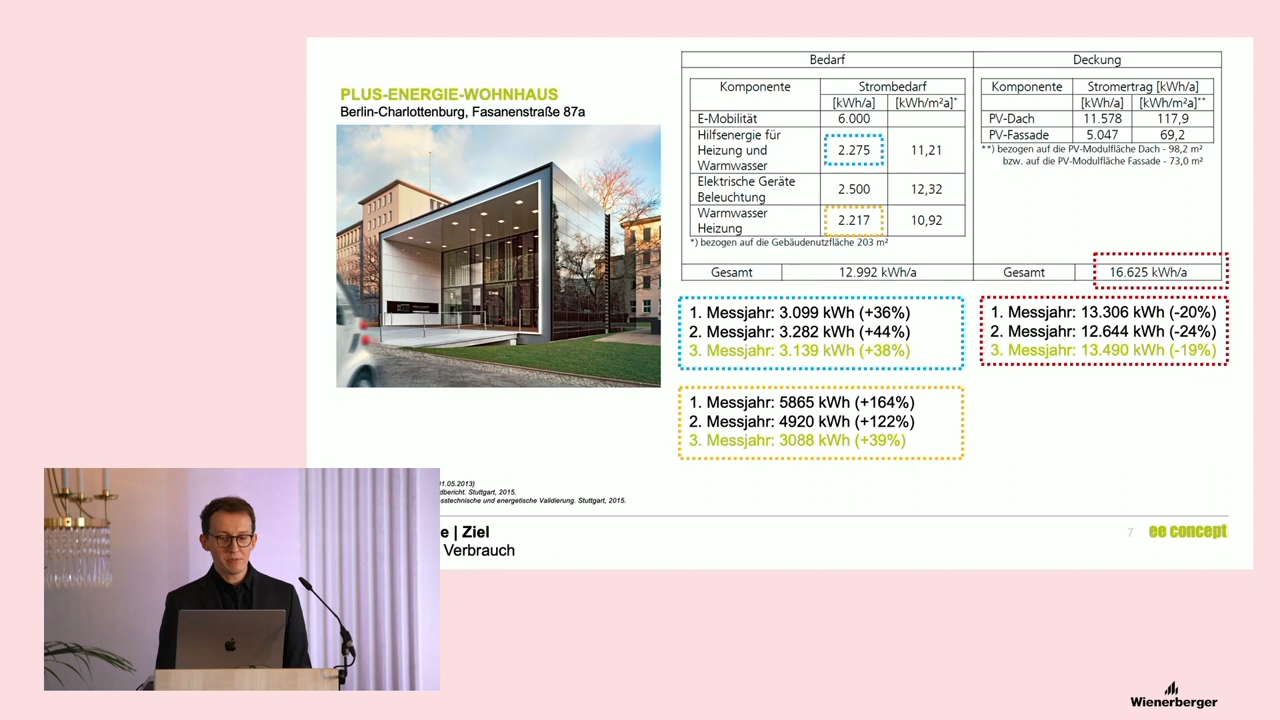 PLUS-ENERGIE-WOHNHAUS
Berlin-Charlottenburg, Fasanenstraße 87a
Bedarf
Komponente Strombedarf
[kWh/a] [kWh/m²a]*
E-Mobilität 6.000
Hilfsenergie für
Heizung und
Warmwasser
2.275 11,21
Elektrische Geräte
Beleuchtung
2.500 12,32
Warmwasser
Heizung
2.217 10,92
*) bezogen auf die Gebäudenutzfläche 203 m²
Gesamt 12.992 kWh/a
Deckung
Komponente Stromertrag [kWh/a]
[kWh/a] [kWh/m²a]**
PV-Dach 11.578 117,9
PV-Fassade 5.047 69,2
**) bezogen auf die PV-Modulfläche Dach - 98,2 m²
bzw. auf die PV-Modulfläche Fassade - 73,0 m²
Gesamt 16.625 kWh/a
1. Messjahr: 3.099 kWh (+36%)
2. Messjahr: 3.282 kWh (+44%)
3. Messjahr: 3.139 kWh (+38%)
1. Messjahr: 13.306 kWh (-20%)
2. Messjahr: 12.644 kWh (-24%)
3. Messjahr: 13.490 kWh (-19%)
1. Messjahr: 5865 kWh (+164%)
2. Messjahr: 4920 kWh (+122%)
3. Messjahr: 3088 kWh (+39%)
01.05.2013)
dbericht. Stuttgart, 2015.
esstechnische und energetische Validierung. Stuttgart, 2015.
e | Ziel
Verbrauch
7 ee concept
Wienerberger